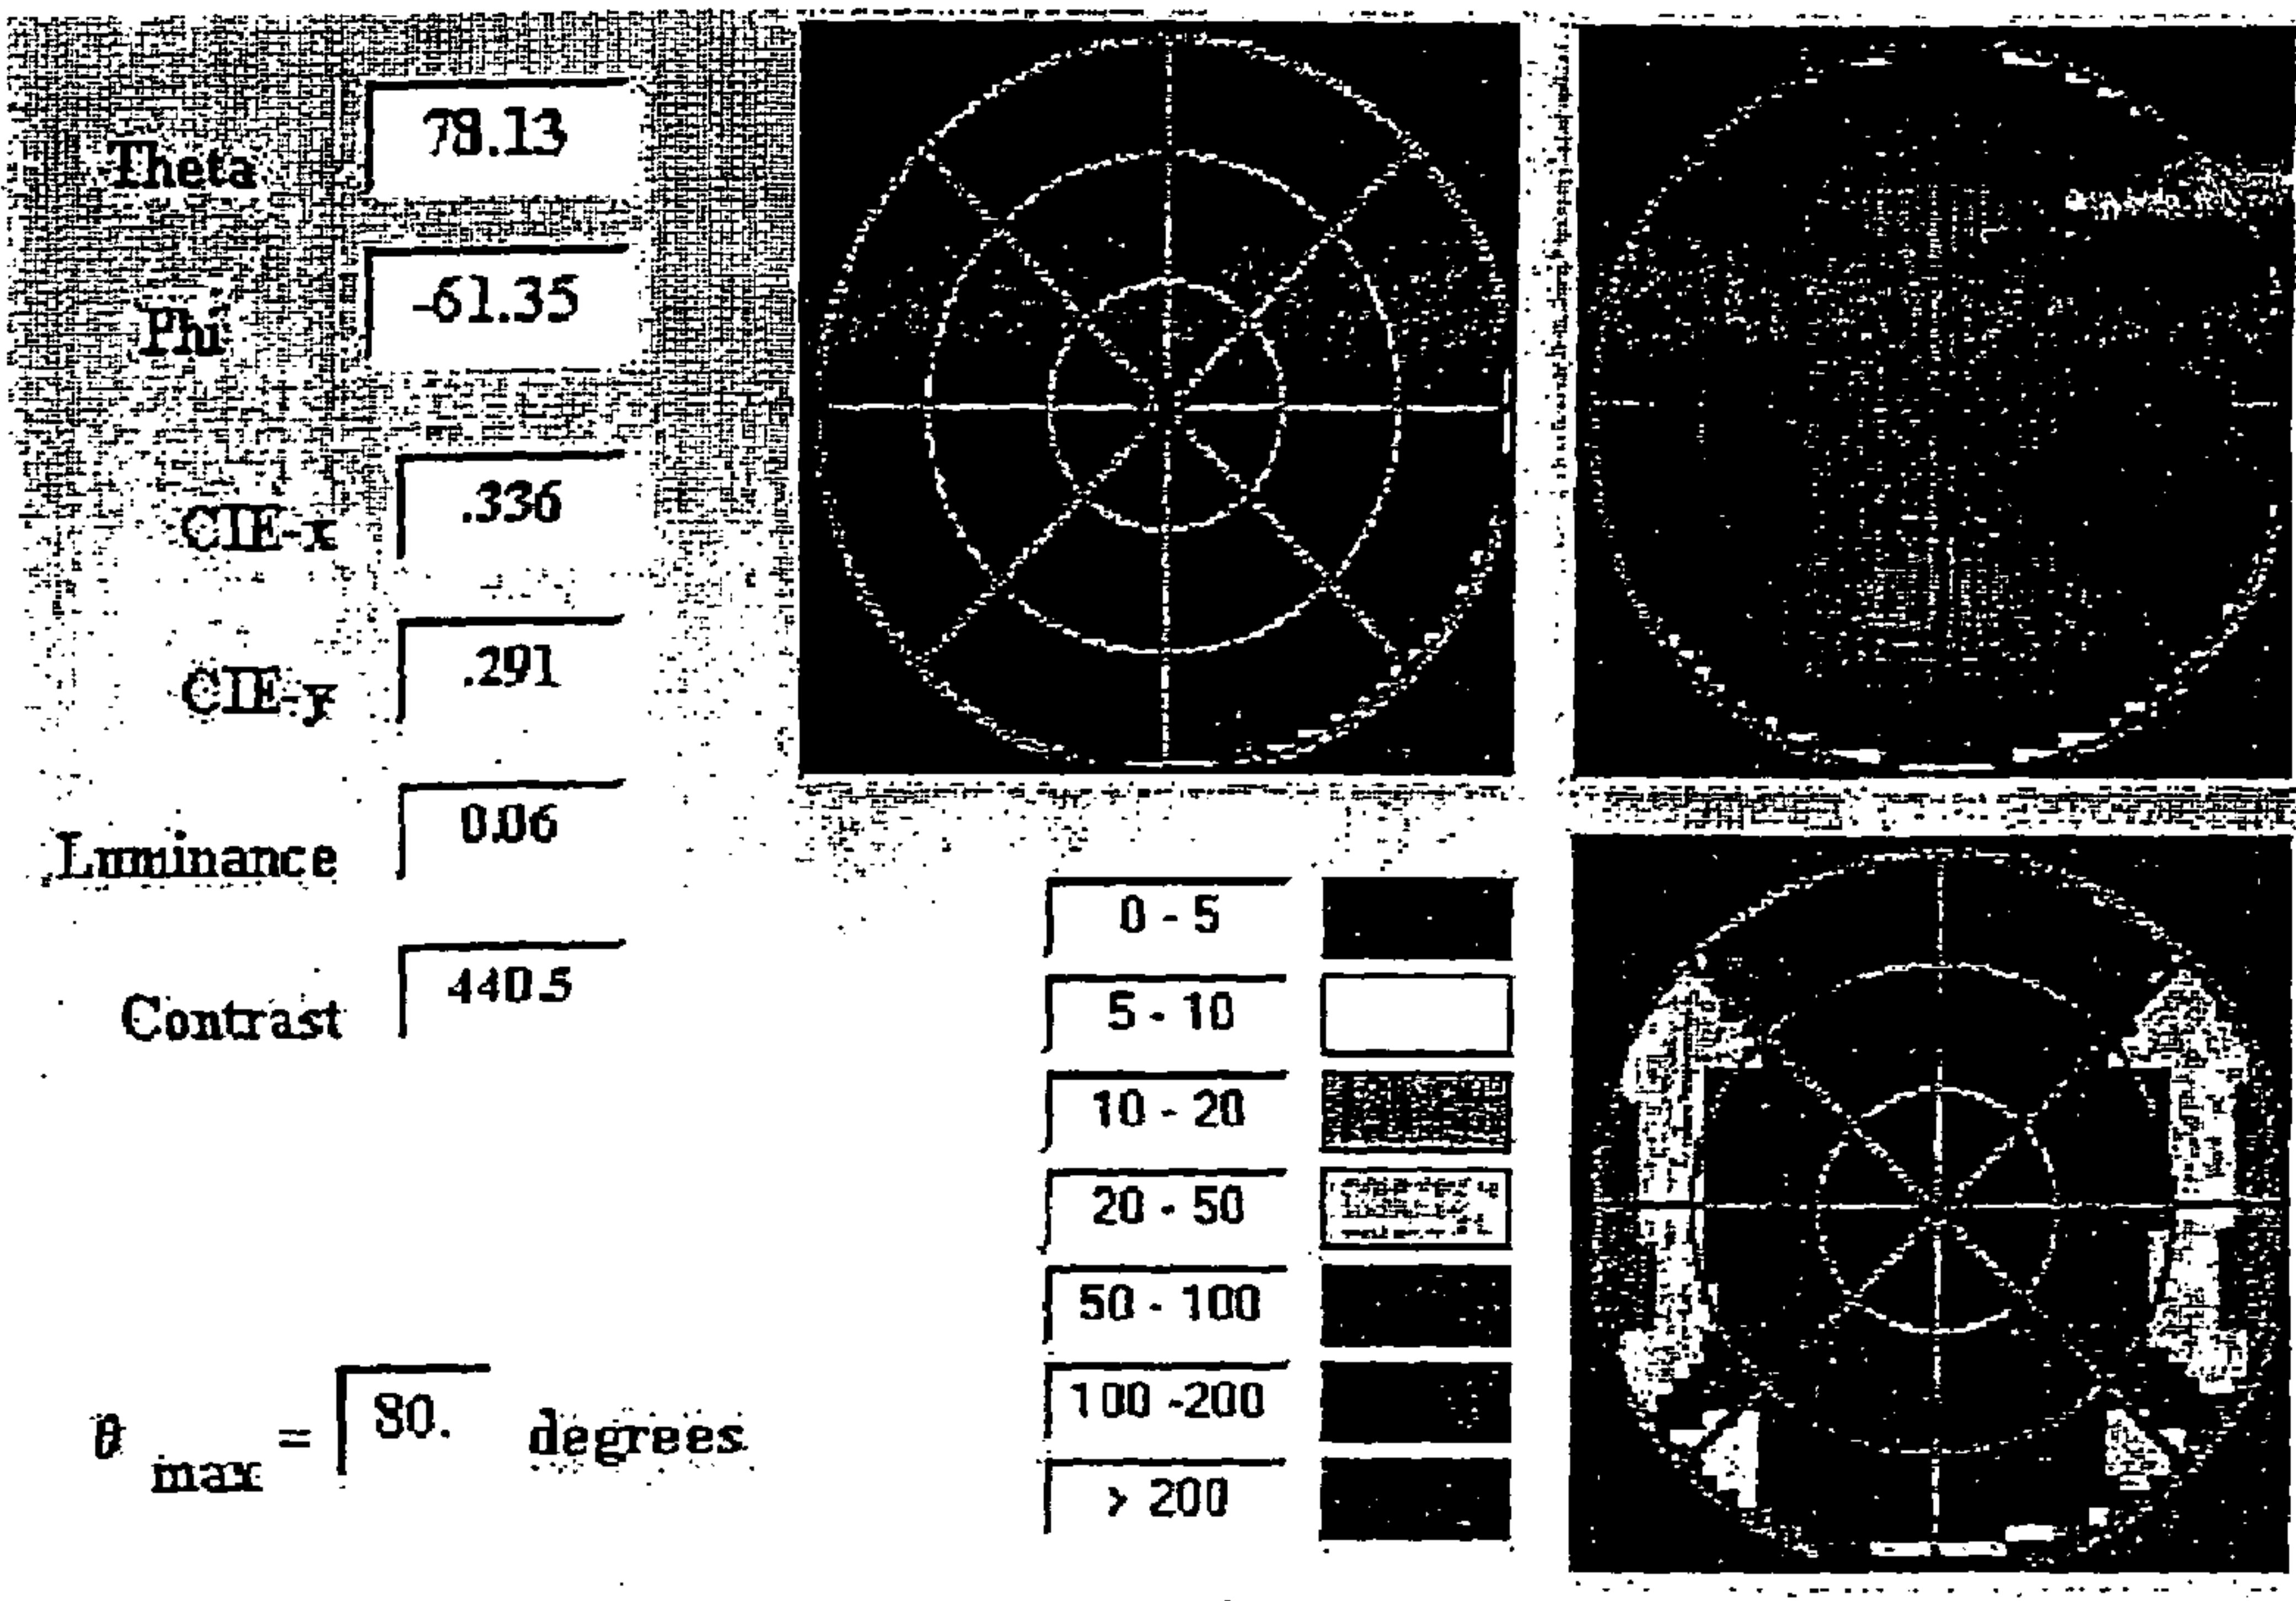 Theta 78.13
Phi -61.35
CIE-x .336
CIE-y .291
Luminance 0.06
Contrast 440.5
θ max = 80. degrees
0 - 5
5 - 10
10 - 20
20 - 50
50 - 100
100 -200
> 200